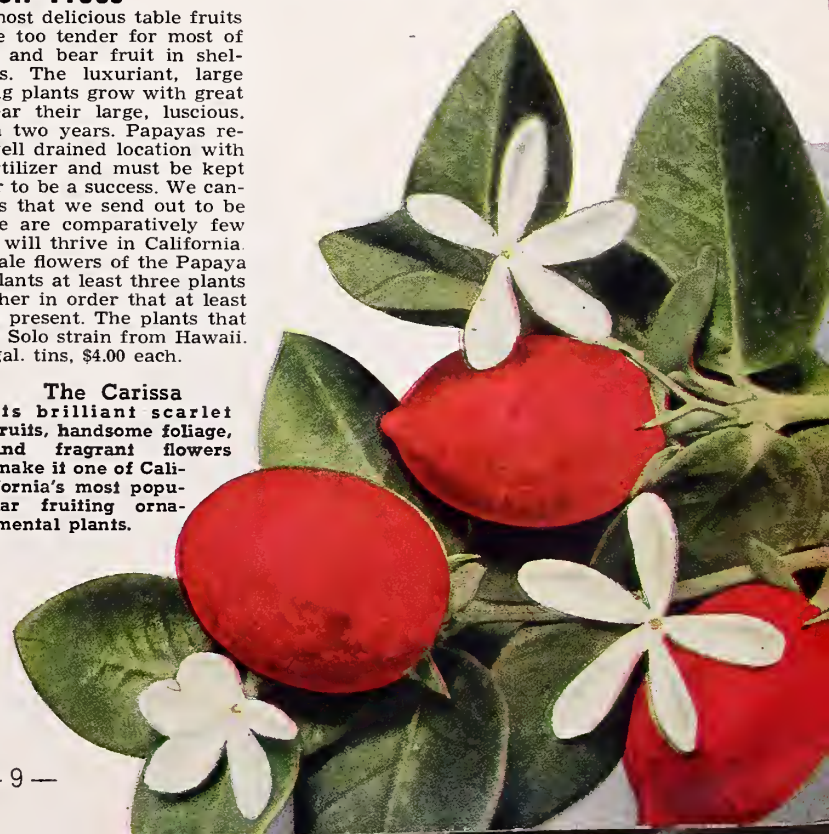 nost delicious table fruits
e too tender for most of
and bear fruit in shel-
s. The luxuriant, large
g plants grow with great
ar their large, luscious.
two years. Papayas re-
ell drained location with
tilizer and must be kept
r to be a success. We can-
s that we send out to be
e are comparatively few
will thrive in California.
ale flowers of the Papaya
lants at least three plants
her in order that at least
present. The plants that
Solo strain from Hawaii.
gal. tins, $4.00 each.
The Carissa
ts brilliant scarlet
ruits, handsome foliage,
nd fragrant flowers
make it one of Cali-
fornia's most popu-
ar fruiting orna-
mental plants.
9 —